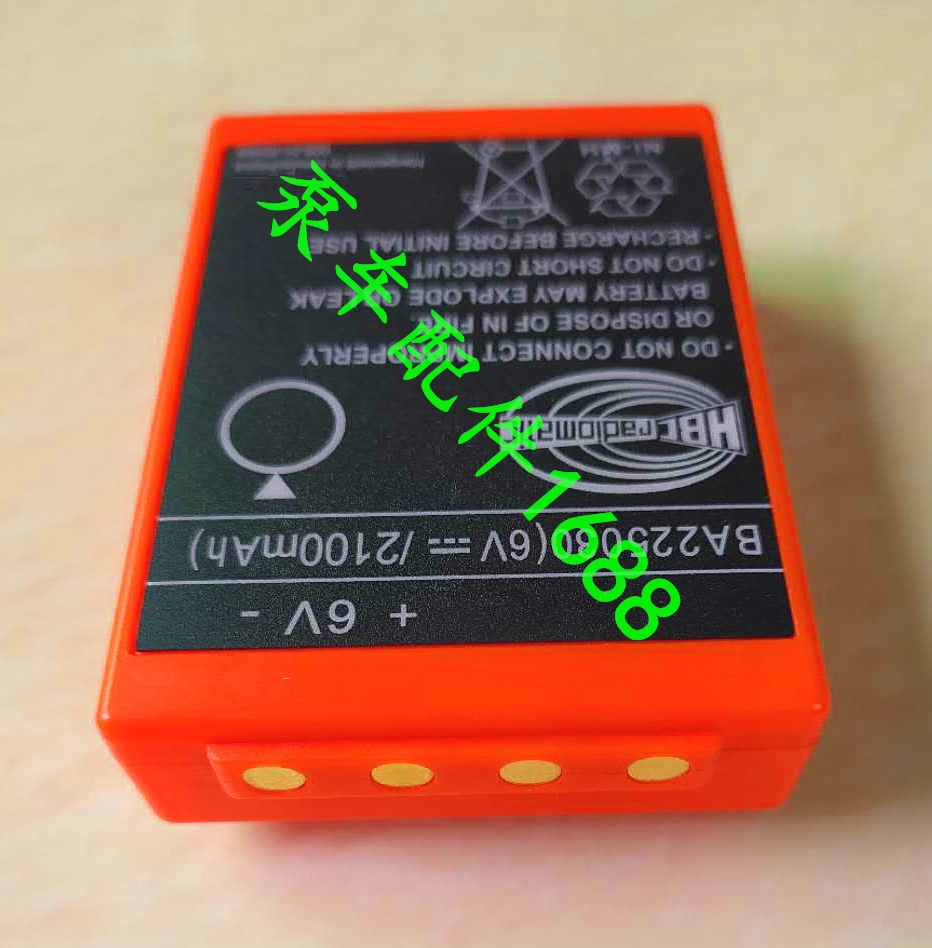 + 6V -
BA225030(6V ⎓ /2100mAh)
HBC radiomatic
· DO NOT CONNECT IMPROPERLY
OR DISPOSE OF IN FIRE.
BATTERY MAY EXPLODE OR LEAK
· DO NOT SHORT CIRCUIT
· RECHARGE BEFORE INITIAL USE
Ni-MH
泵车配件1688